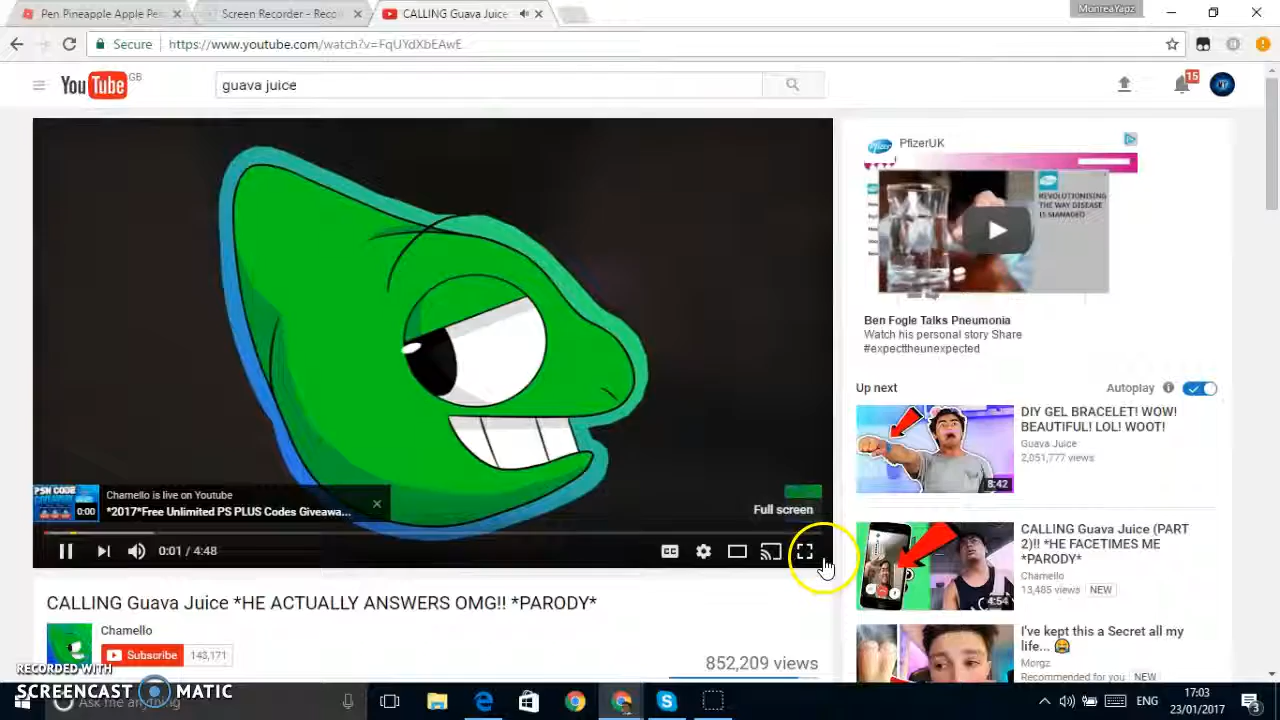 Pen Pineapple Apple Pe
Screen Recorder - Reco
CALLING Guava Juice
MonreaYapz
Secure
https://www.youtube.com/watch?v=FqUYdXbEAwE
YouTube GB
guava juice
15
PfizerUK
REVOLUTIONISING
THE WAY DISEASE
IS MANAGED
Ben Fogle Talks Pneumonia
Watch his personal story Share
#expecttheunexpected
Up next
Autoplay
DIY GEL BRACELET! WOW!
BEAUTIFUL! LOL! WOOT!
Guava Juice
2,051,777 views
8:42
CALLING Guava Juice (PART
2)!! *HE FACETIMES ME
*PARODY*
Chamello
13,485 views NEW
4:54
I've kept this a Secret all my
life...
Morgz
Recommended for you NEW
PSN CODE
GIVEAWAY
0:00
Chamello is live on Youtube
*2017*Free Unlimited PS PLUS Codes Giveawa...
Full screen
0:01 / 4:48
CC
CALLING Guava Juice *HE ACTUALLY ANSWERS OMG!! *PARODY*
Chamello
Subscribe 143,171
852,209 views
RECORDED WITH
SCREENCAST MATIC
Ask me anything
ENG
17:03
23/01/2017
3